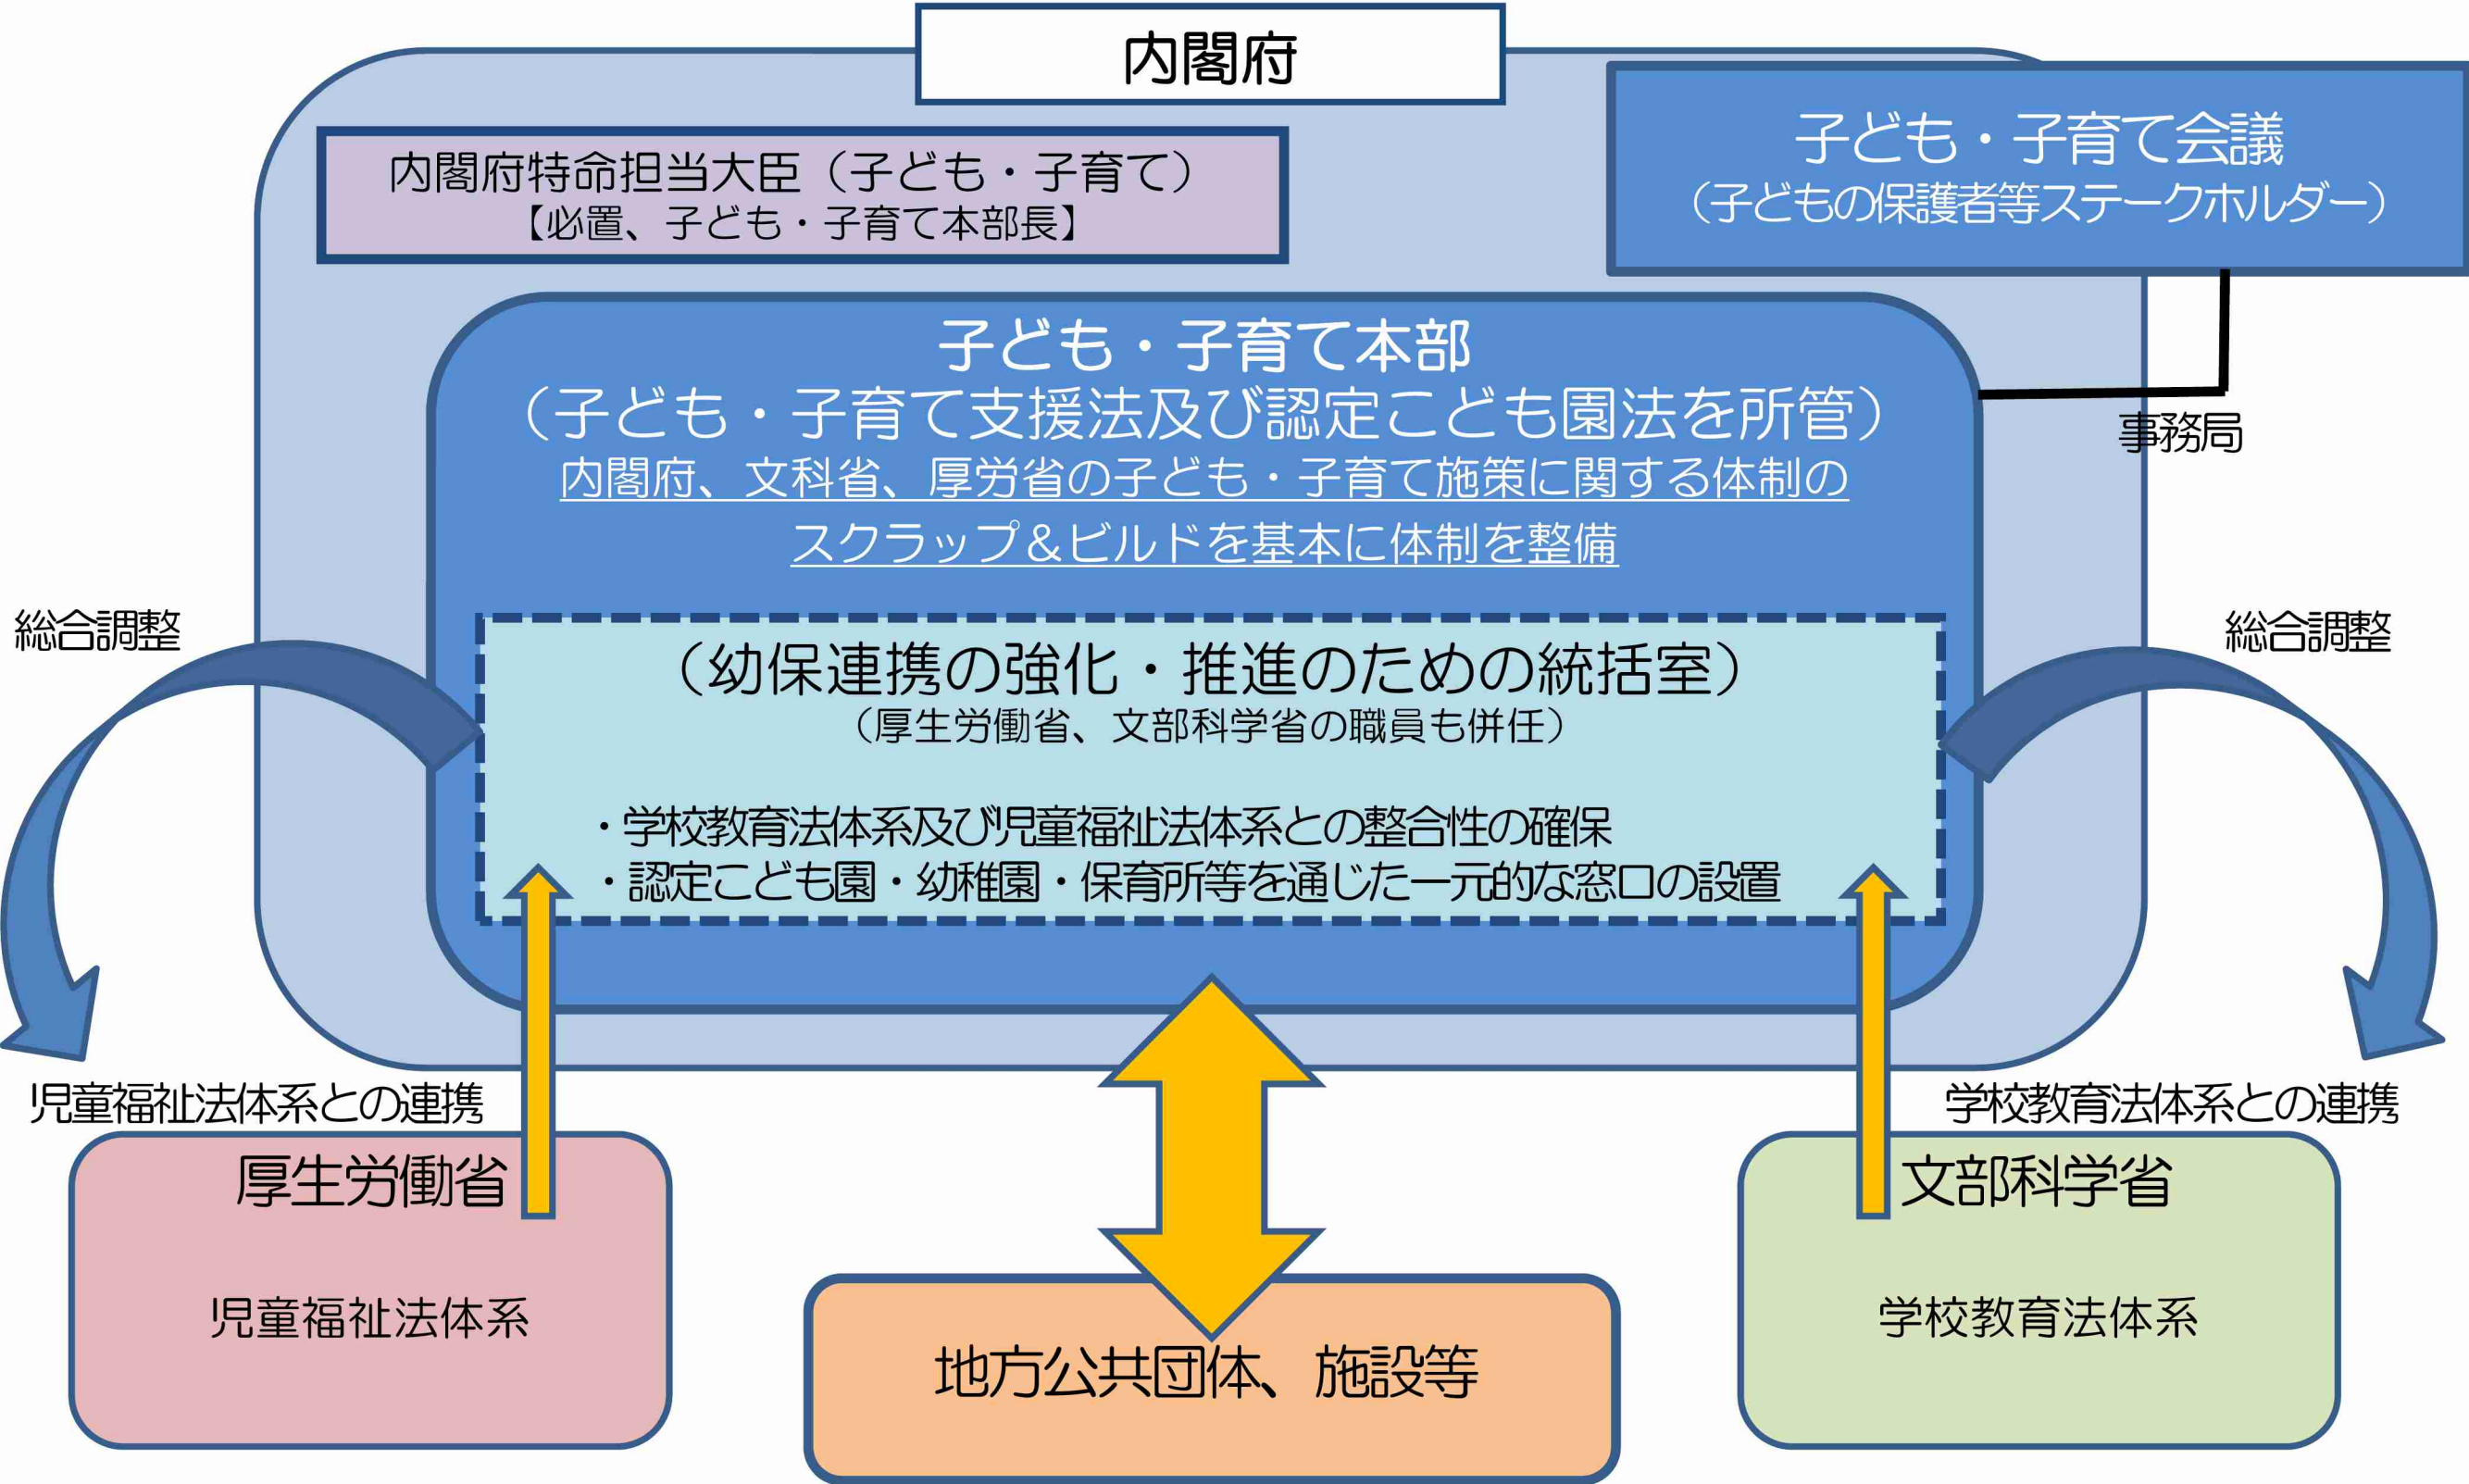 内閣府
内閣府特命担当大臣（子ども・子育て）
【必置、子ども・子育て本部長】
子ども・子育て会議
（子どもの保護者等ステークホルダー）
事務局
子ども・子育て本部
（子ども・子育て支援法及び認定こども園法を所管）
内閣府、文科省、厚労省の子ども・子育て施策に関する体制の
スクラップ＆ビルドを基本に体制を整備
総合調整
総合調整
（幼保連携の強化・推進のための統括室）
（厚生労働省、文部科学省の職員も併任）
・学校教育法体系及び児童福祉法体系との整合性の確保
・認定こども園・幼稚園・保育所等を通じた一元的な窓口の設置
児童福祉法体系との連携
学校教育法体系との連携
厚生労働省
児童福祉法体系
文部科学省
学校教育法体系
地方公共団体、施設等